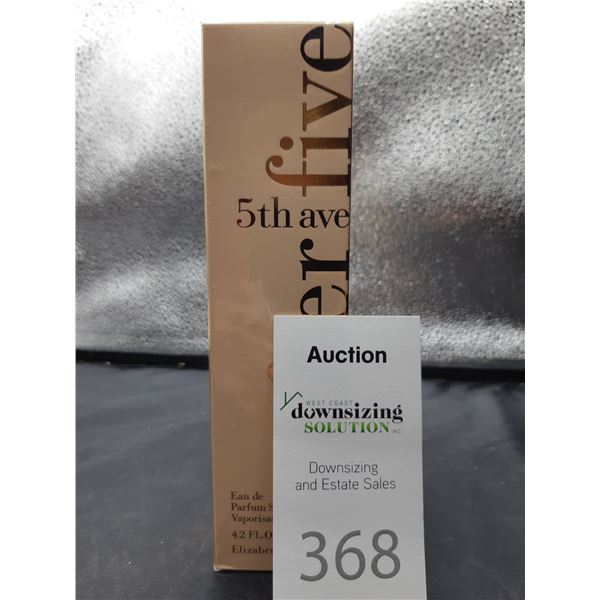 five
5th ave
er
Auction
WEST COAST
downsizing
SOLUTION INC.
Downsizing
and Estate Sales
368
Eau de
Parfum S
Vaporisa
4.2 FL.O
Elizabe